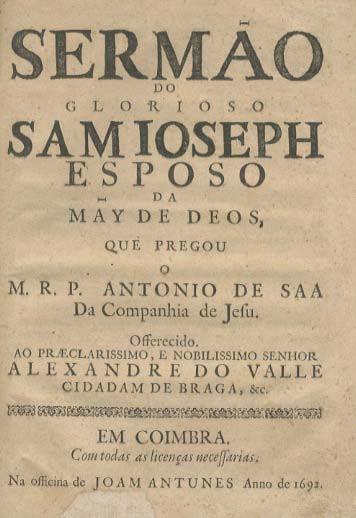 SERMÃO
DO
GLORIOSO
SAM IOSEPH
ESPOSO
DA
MÃY DE DEOS,
QUE PREGOU
O
M. R. P. ANTONIO DE SAA
Da Companhia de Jeſu.
Offerecido.
AO PRÆCLARISSIMO, E NOBILISSIMO SENHOR
ALEXANDRE DO VALLE
CIDADAM DE BRAGA, &c.
EM COIMBRA.
Com todas as licenças neceſſarias.
Na officina de JOAM ANTUNES Anno de 1692.